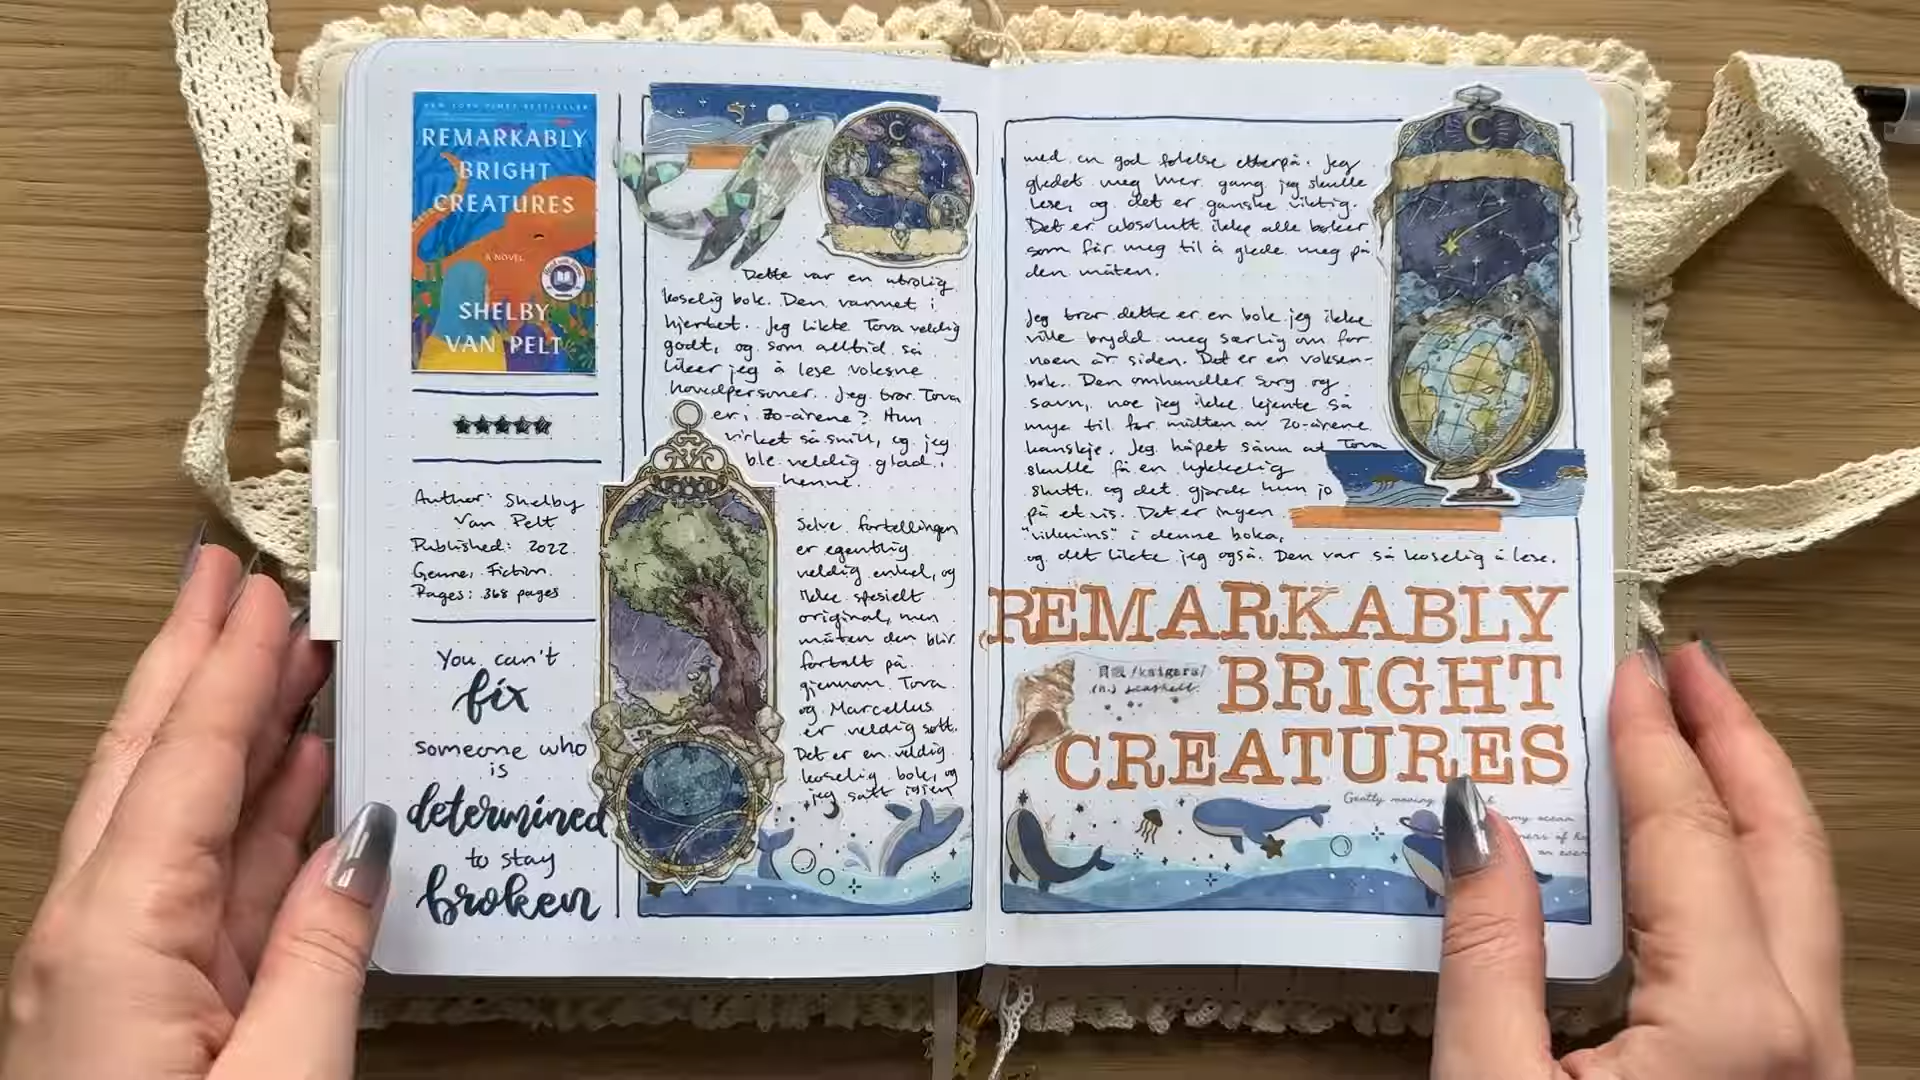 NEW YORK TIMES BESTSELLER
REMARKABLY
BRIGHT
CREATURES
A NOVEL
SHELBY
VAN PELT
Author: Shelby
Van Pelt
Published: 2022
Genre: Fiction
Pages: 368 pages
You can't
fix
someone who
is
determined
to stay
broken
Dette var en utrolig
koselig bok. Den varmet i
hjertet. Jeg likte Tova veldig
godt, og som alltid så
liker jeg å lese voksne
hovedpersoner. Jeg tror Tova
er i 70-årene? Hun
virket så snill, og jeg
ble veldig glad i
henne.
Selve fortellingen
er egentlig
veldig enkel, og
ikke spesielt
original, men
måten den blir
fortalt på
gjennom Tova
og Marcellus
er veldig søtt.
Det er en veldig
koselig bok, og
jeg satt igjen
med en god følelse etterpå. Jeg
gledet meg hver gang jeg skulle
lese, og det er ganske viktig.
Det er absolutt ikke alle bøker
som får meg til å glede meg på
den måten.
Jeg tror dette er en bok jeg ikke
ville brydd meg særlig om for
noen år siden. Det er en voksen-
bok. Den omhandler sorg og
savn, noe jeg ikke kjente så
mye til før midten av 20-årene
kanskje. Jeg håpet sånn at Tova
skulle få en lykkelig
slutt, og det gjorde hun jo
på et vis. Det er ingen
i denne boka,
og det likte jeg også. Den var så koselig å lese.
REMARKABLY
BRIGHT
CREATURES
/kaigara/
(n.) seashell.
Gently moving